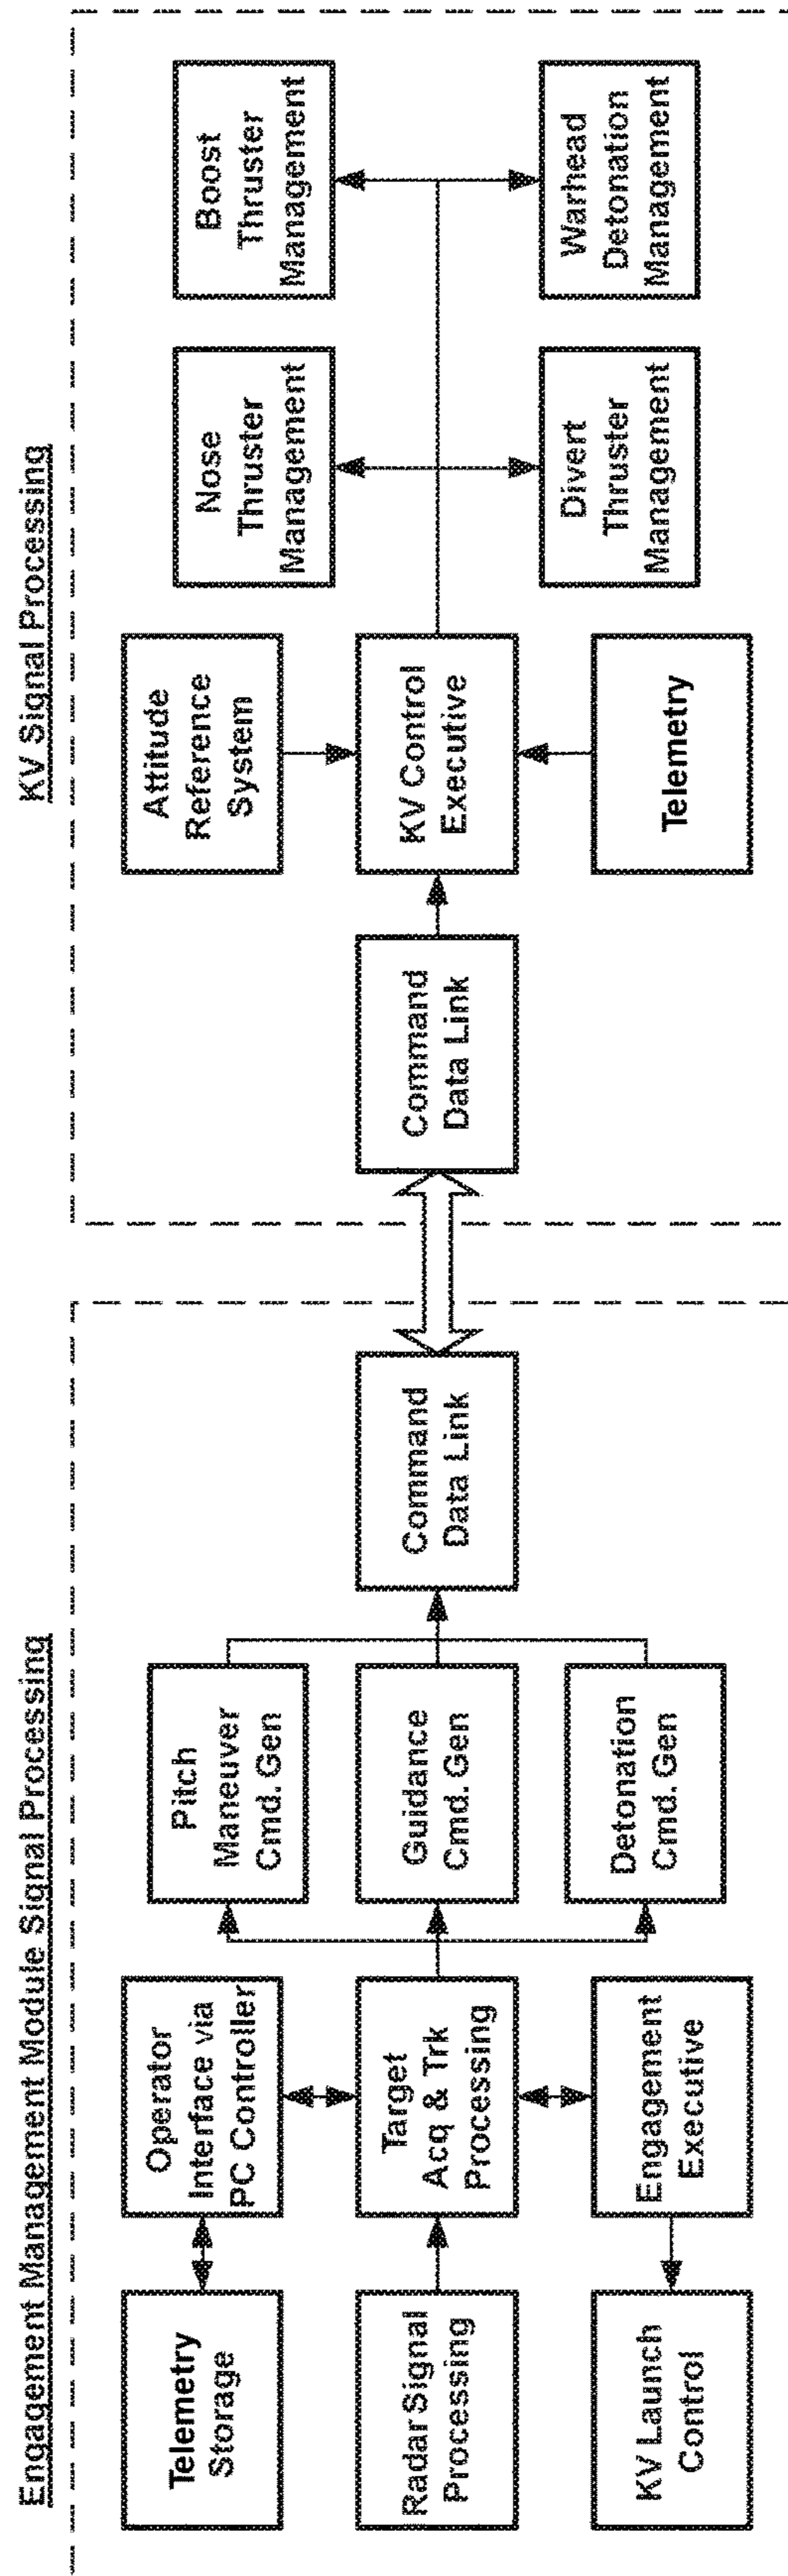 Engagement Management Module Signal Processing
Telemetry
Storage
Operator
Interface via
PC Controller
Radar Signal
Processing
Target
Acq & Trk
Processing
KV Launch
Control
Engagement
Executive
Pitch
Maneuver
Cmd. Gen
Guidance
Cmd. Gen
Detonation
Cmd. Gen
Command
Data Link
KV Signal Processing
Command
Data Link
Attitude
Reference
System
KV Control
Executive
Telemetry
Nose
Thruster
Management
Divert
Thruster
Management
Boost
Thruster
Management
Warhead
Detonation
Management